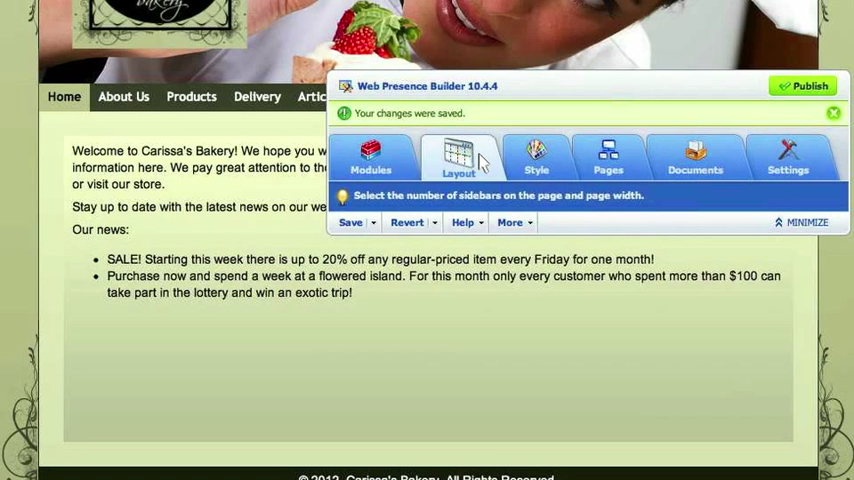 bakery
Home About Us Products Delivery Artic
Web Presence Builder 10.4.4
Publish
Your changes were saved.
Modules Layout Style Pages Documents Settings
Select the number of sidebars on the page and page width.
Save Revert Help More MINIMIZE
Welcome to Carissa's Bakery! We hope you w
information here. We pay great attention to the
or visit our store.
Stay up to date with the latest news on our we
Our news:
SALE! Starting this week there is up to 20% off any regular-priced item every Friday for one month!
Purchase now and spend a week at a flowered island. For this month only every customer who spent more than $100 can
take part in the lottery and win an exotic trip!
© 2012. Carissa's Bakery. All Rights Reserved